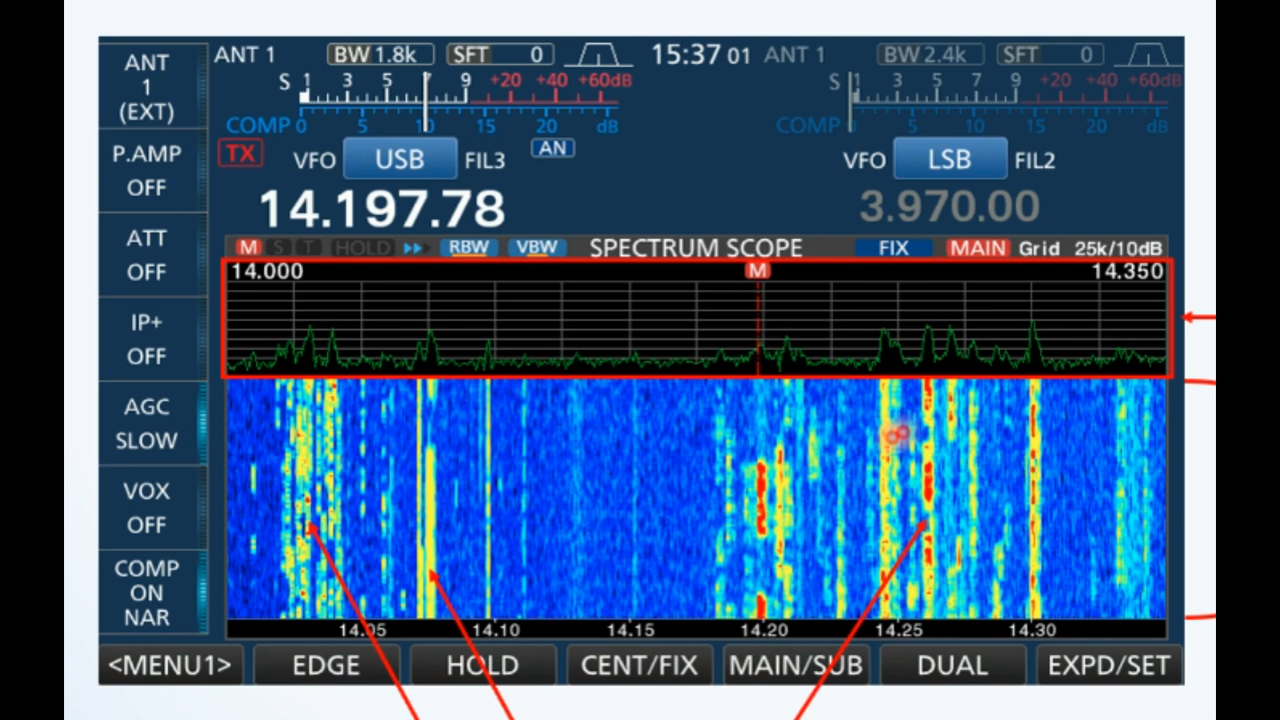 ANT
1
(EXT)
P.AMP
OFF
ATT
OFF
IP+
OFF
AGC
SLOW
VOX
OFF
COMP
ON
NAR
ANT 1 BW 1.8k SFT 0 15:37 01 ANT 1 BW 2.4k SFT 0
S 1 3 5 7 9 +20 +40 +60dB S 1 3 5 7 9 +20 +40 +60dB
COMP 0 5 10 15 20 dB COMP 5 10 15 20 dB
TX VFO USB FIL3 AN VFO LSB FIL2
14.197.78 3.970.00
M S T HOLD RBW VBW SPECTRUM SCOPE FIX MAIN Grid 25k/10dB
14.000 M 14.350
14.05 14.10 14.15 14.20 14.25 14.30
<MENU1> EDGE HOLD CENT/FIX MAIN/SUB DUAL EXPD/SET